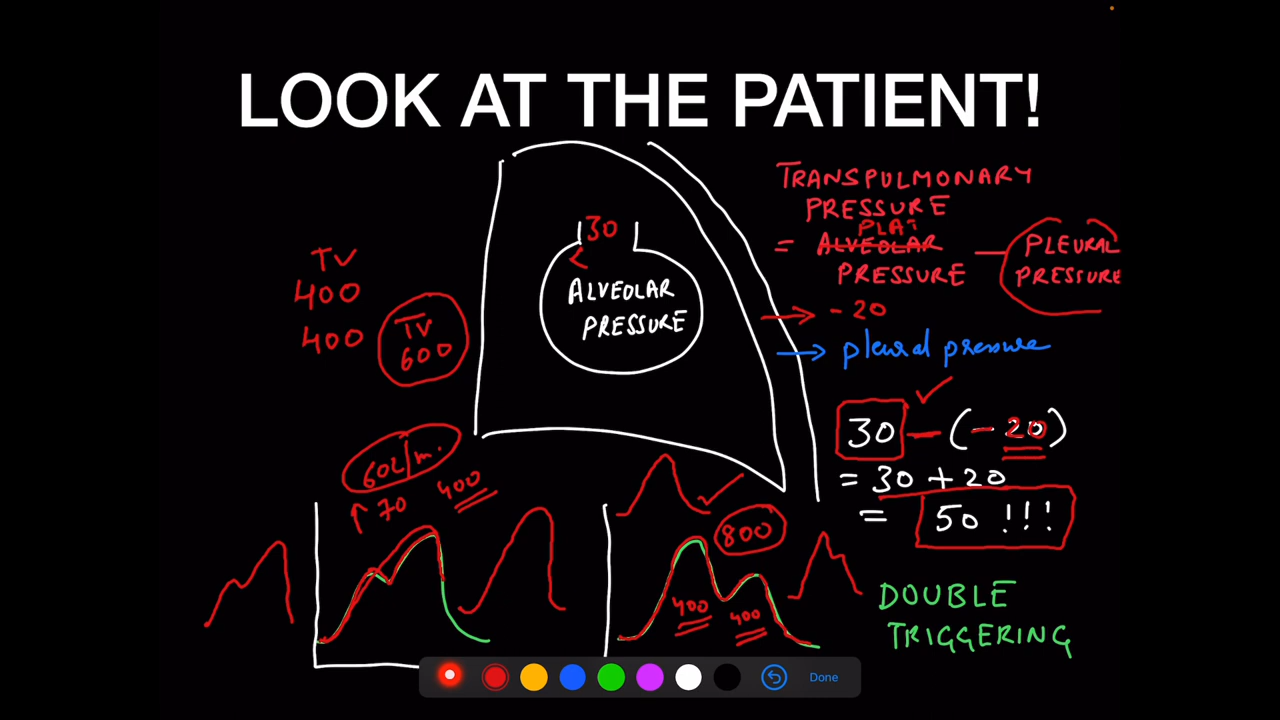 LOOK AT THE PATIENT!
TRANSPULMONARY
PRESSURE
PLAT
= ALVEOLAR
PRESSURE
— PLEURAL
PRESSURE
30
ALVEOLAR
PRESSURE
→ -20
→ pleural pressure
TV
400
400
TV
600
30 — (-20)
= 30 + 20
= 50 !!!
60L/m.
↑ 70
400
800
400
400
DOUBLE
TRIGGERING
Done